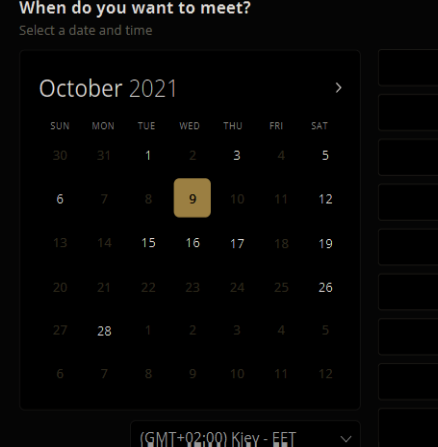 When do you want to meet?
Select a date and time
October 2021
SUN MON TUE WED THU FRI SAT
30 31 1 2 3 4 5
6 7 8 9 10 11 12
13 14 15 16 17 18 19
20 21 22 23 24 25 26
27 28 1 2 3 4 5
6 7 8 9 10 11 12
(GMT+02:00) Kiev - EET